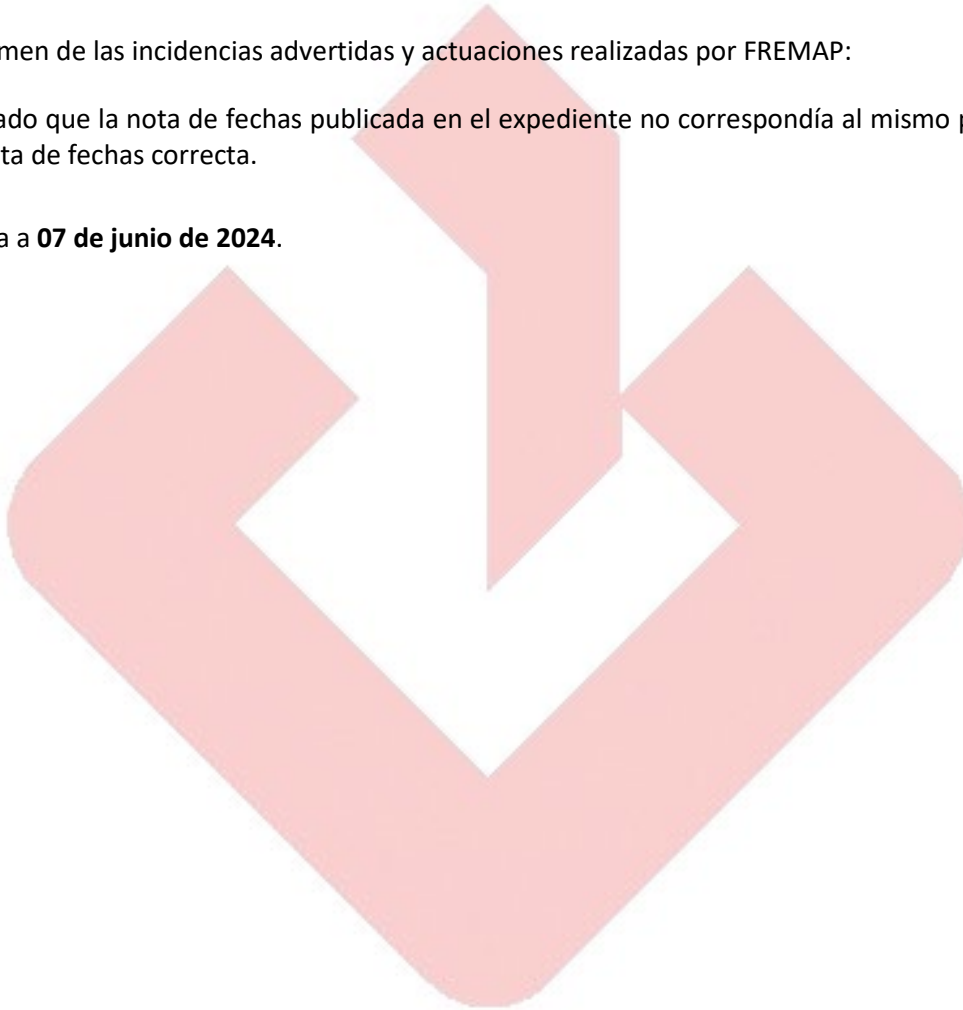 men de las incidencias advertidas y actuaciones realizadas por FREMAP:
ado que la nota de fechas publicada en el expediente no correspondía al mismo p
ta de fechas correcta.
a a 07 de junio de 2024.